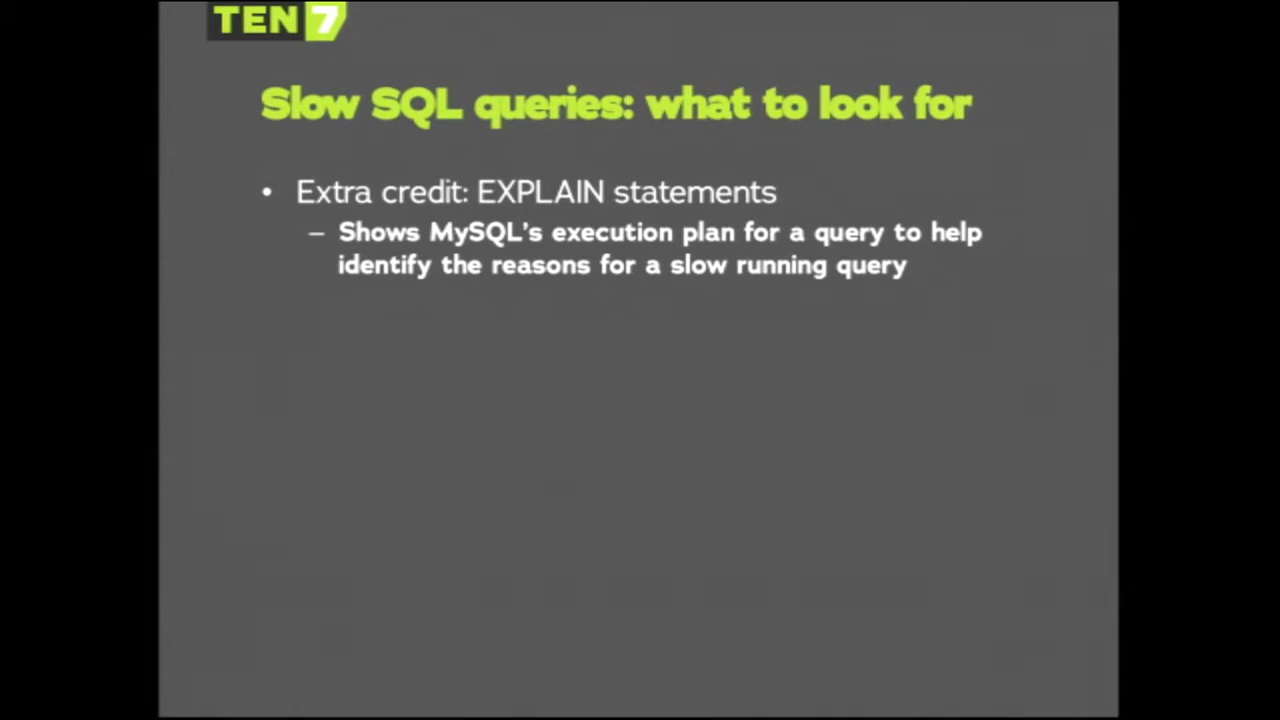 TEN7
Slow SQL queries: what to look for
• Extra credit: EXPLAIN statements
– Shows MySQL's execution plan for a query to help
identify the reasons for a slow running query